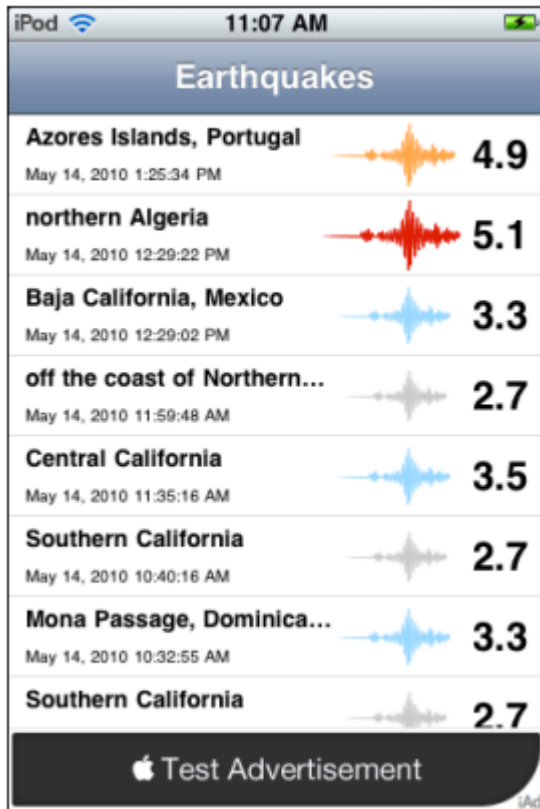 iPod 11:07 AM
Earthquakes
Azores Islands, Portugal 4.9
May 14, 2010 1:25:34 PM
northern Algeria 5.1
May 14, 2010 12:29:22 PM
Baja California, Mexico 3.3
May 14, 2010 12:29:02 PM
off the coast of Northern... 2.7
May 14, 2010 11:59:48 AM
Central California 3.5
May 14, 2010 11:35:16 AM
Southern California 2.7
May 14, 2010 10:40:16 AM
Mona Passage, Dominica... 3.3
May 14, 2010 10:32:55 AM
Southern California 2.7
Test Advertisement
iAd